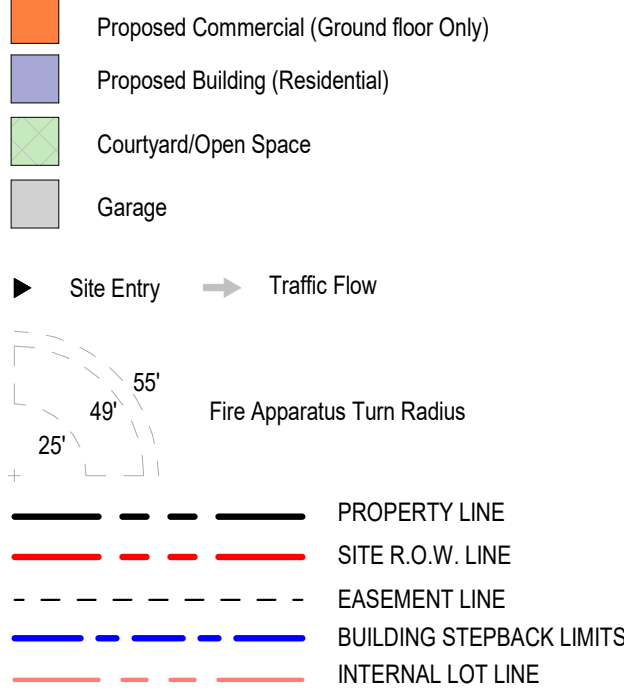 Proposed Commercial (Ground floor Only)
Proposed Building (Residential)
Courtyard/Open Space
Garage
Site Entry Traffic Flow
55'
49'
Fire Apparatus Turn Radius
25'
PROPERTY LINE
SITE R.O.W. LINE
EASEMENT LINE
BUILDING STEPBACK LIMITS
INTERNAL LOT LINE